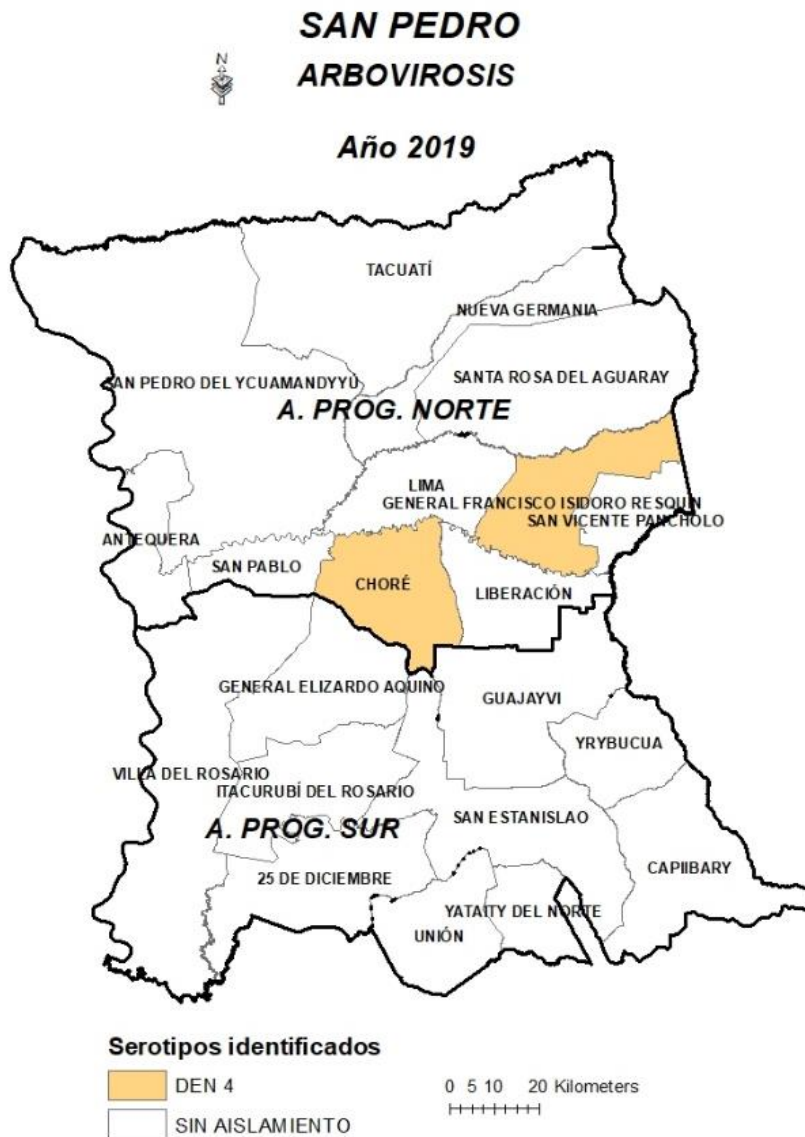 SAN PEDRO
N
ARBOVIROSIS
Año 2019
TACUATÍ
NUEVA GERMANIA
SAN PEDRO DEL YCUAMANDYYÚ
SANTA ROSA DEL AGUARAY
A. PROG. NORTE
LIMA
GENERAL FRANCISCO ISIDORO RESQUIN
SAN VICENTE PANCHOLO
ANTEQUERA
SAN PABLO
CHORÉ
LIBERACIÓN
GENERAL ELIZARDO AQUINO
GUAJAYVI
YRYBUCUA
VILLA DEL ROSARIO
ITACURUBÍ DEL ROSARIO
SAN ESTANISLAO
A. PROG. SUR
CAPIIBARY
25 DE DICIEMBRE
YATAITY DEL NORTE
UNIÓN
Serotipos identificados
DEN 4
0 5 10 20 Kilometers
SIN AISLAMIENTO